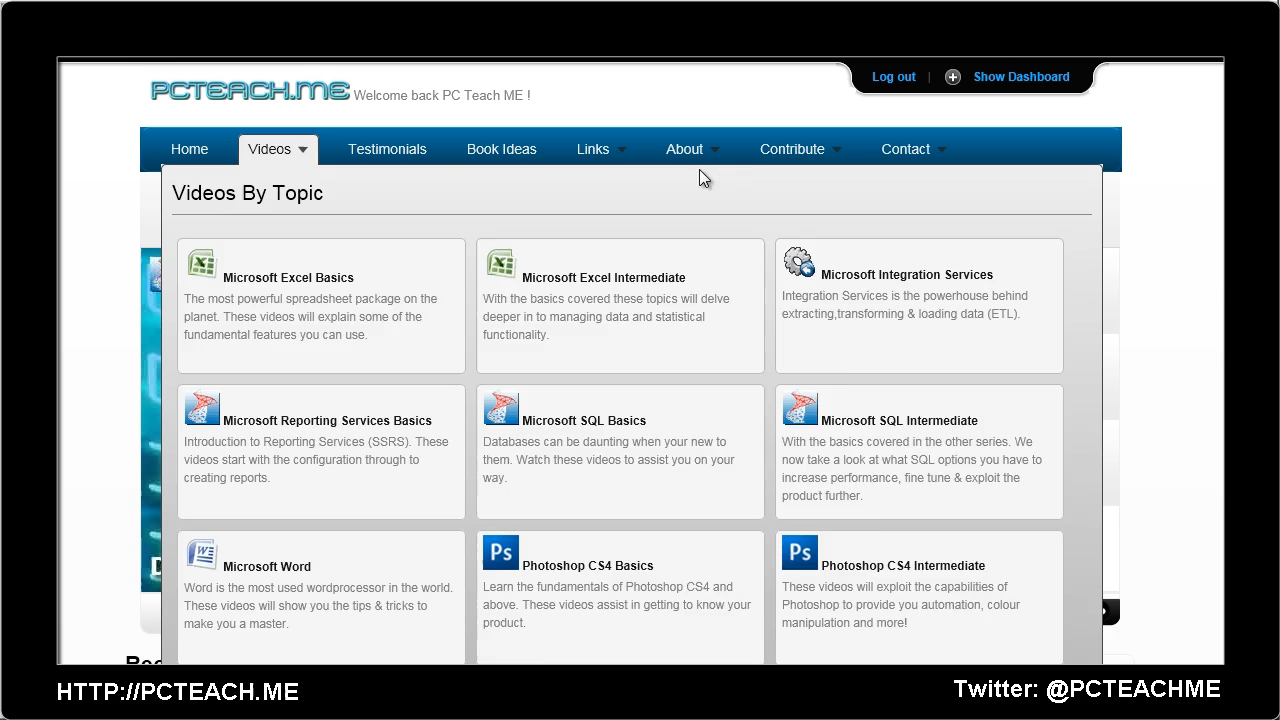 Log out | Show Dashboard
PCTEACH.ME Welcome back PC Teach ME !
Home Videos Testimonials Book Ideas Links About Contribute Contact
Videos By Topic
Microsoft Excel Basics
The most powerful spreadsheet package on the
planet. These videos will explain some of the
fundamental features you can use.
Microsoft Excel Intermediate
With the basics covered these topics will delve
deeper in to managing data and statistical
functionality.
Microsoft Integration Services
Integration Services is the powerhouse behind
extracting,transforming & loading data (ETL).
Microsoft Reporting Services Basics
Introduction to Reporting Services (SSRS). These
videos start with the configuration through to
creating reports.
Microsoft SQL Basics
Databases can be daunting when your new to
them. Watch these videos to assist you on your
way.
Microsoft SQL Intermediate
With the basics covered in the other series. We
now take a look at what SQL options you have to
increase performance, fine tune & exploit the
product further.
Microsoft Word
Word is the most used wordprocessor in the world.
These videos will show you the tips & tricks to
make you a master.
Ps
Photoshop CS4 Basics
Learn the fundamentals of Photoshop CS4 and
above. These videos assist in getting to know your
product.
Ps
Photoshop CS4 Intermediate
These videos will exploit the capabilities of
Photoshop to provide you automation, colour
manipulation and more!
HTTP://PCTEACH.ME
Twitter: @PCTEACHME